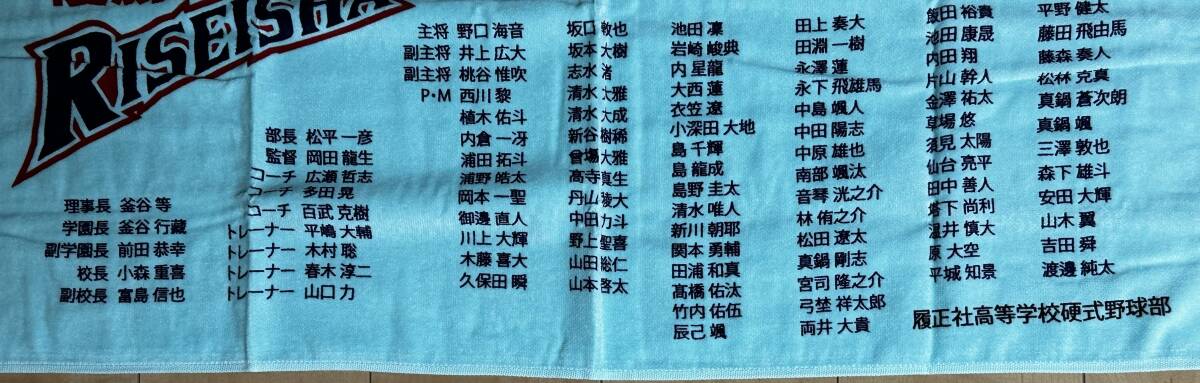 RISEISHA
理事長 釜谷 等
学園長 釜谷 行藏
副学園長 前田 恭幸
校長 小森 重喜
副校長 富島 信也
部長 松平 一彦
監督 岡田 龍生
コーチ 広瀬 哲志
コーチ 多田 晃
コーチ 百武 克樹
トレーナー 平嶋 大輔
トレーナー 木村 聡
トレーナー 春木 淳二
トレーナー 山口 力
主将 野口 海音
副主将 井上 広大
副主将 桃谷 惟吹
P・M 西川 黎
植木 佑斗
内倉 一冴
浦田 拓斗
浦野 皓太
岡本 一聖
御邊 直人
川上 大輝
木藤 喜大
久保田 瞬
坂口 敦也
坂本 大樹
志水 渚
清水 大雅
清水 大成
新谷 樹稀
曾場 大雅
高寺 真生
丹山 稜大
中田 力斗
野上 聖喜
山田 総仁
山本 啓太
池田 凛
岩崎 峻典
内 星龍
大西 蓮
衣笠 遼
小深田 大地
島 千輝
島 龍成
島野 圭太
清水 唯人
新川 朝耶
関本 勇輔
田浦 和真
髙橋 佑汰
竹内 佑伍
辰己 颯
田上 奏大
田淵 一樹
永澤 蓮
永下 飛雄馬
中島 颯人
中田 陽志
中原 雄也
南部 颯汰
音琴 洸之介
林 侑之介
松田 遼太
真鍋 剛志
宮司 隆之介
弓埜 祥太郎
両井 大貴
飯田 裕貴
池田 康晟
内田 翔
片山 幹人
金澤 祐太
草場 悠
須見 太陽
仙台 亮平
田中 善人
塔下 尚利
温井 慎大
原 大空
平城 知景
平野 健太
藤田 飛由馬
藤森 奏人
松林 克真
真鍋 蒼次朗
真鍋 颯
三澤 敦也
森下 雄斗
安田 大輝
山木 翼
吉田 舜
渡邊 純太
履正社高等学校硬式野球部